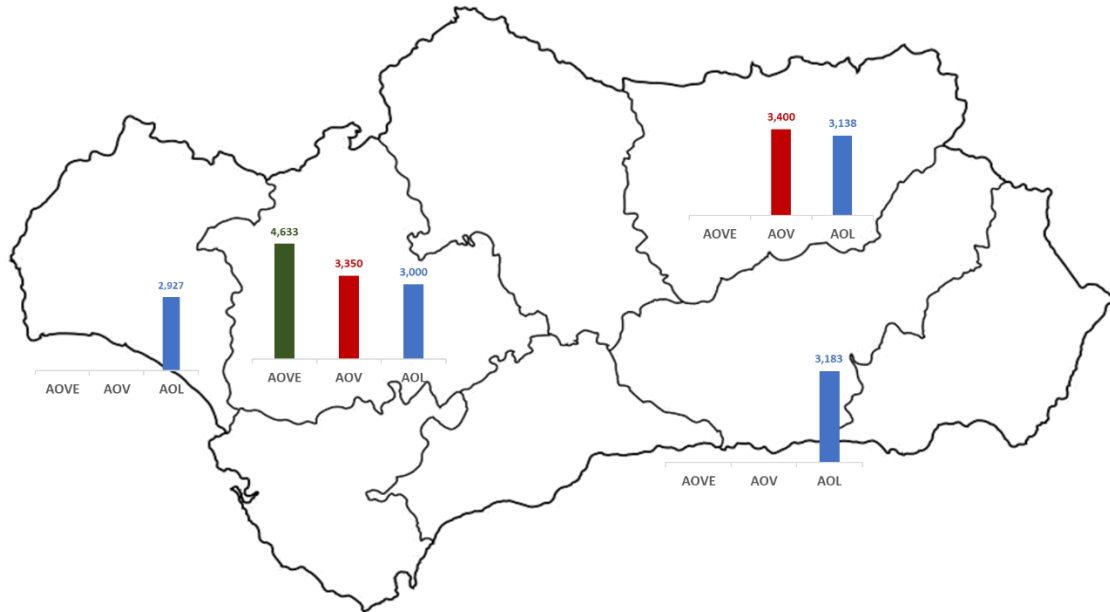 3,400
3,138
AOVE AOV AOL
4,633
3,350
3,000
AOVE AOV AOL
2,927
AOVE AOV AOL
3,183
AOVE AOV AOL